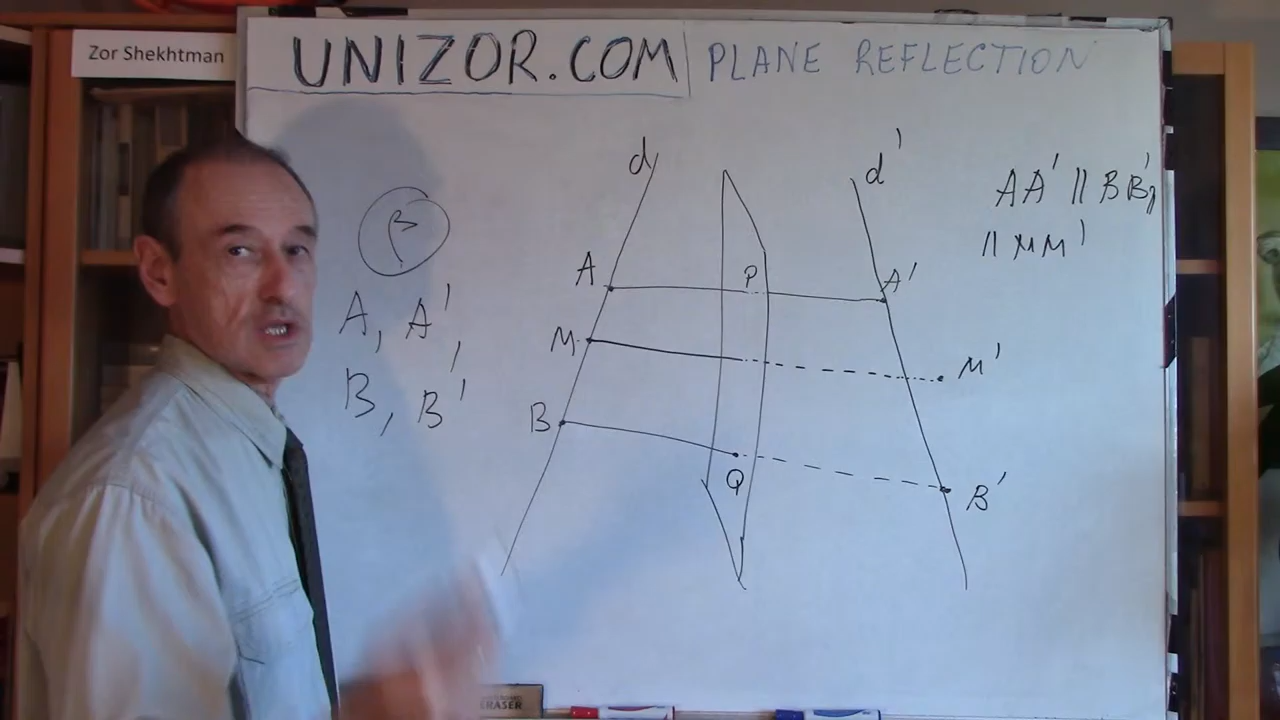 Zor Shekhtman
UNIZOR.COM
PLANE REFLECTION
d
d'
AA' || BB',
|| MM'
β
A, A',
B, B'
A
P
A'
M
M'
B
Q
B'
ERASER